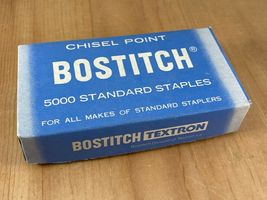 CHISEL POINT
BOSTITCH®
5000 STANDARD STAPLES
FOR ALL MAKES OF STANDARD STAPLERS
BOSTITCH TEXTRON